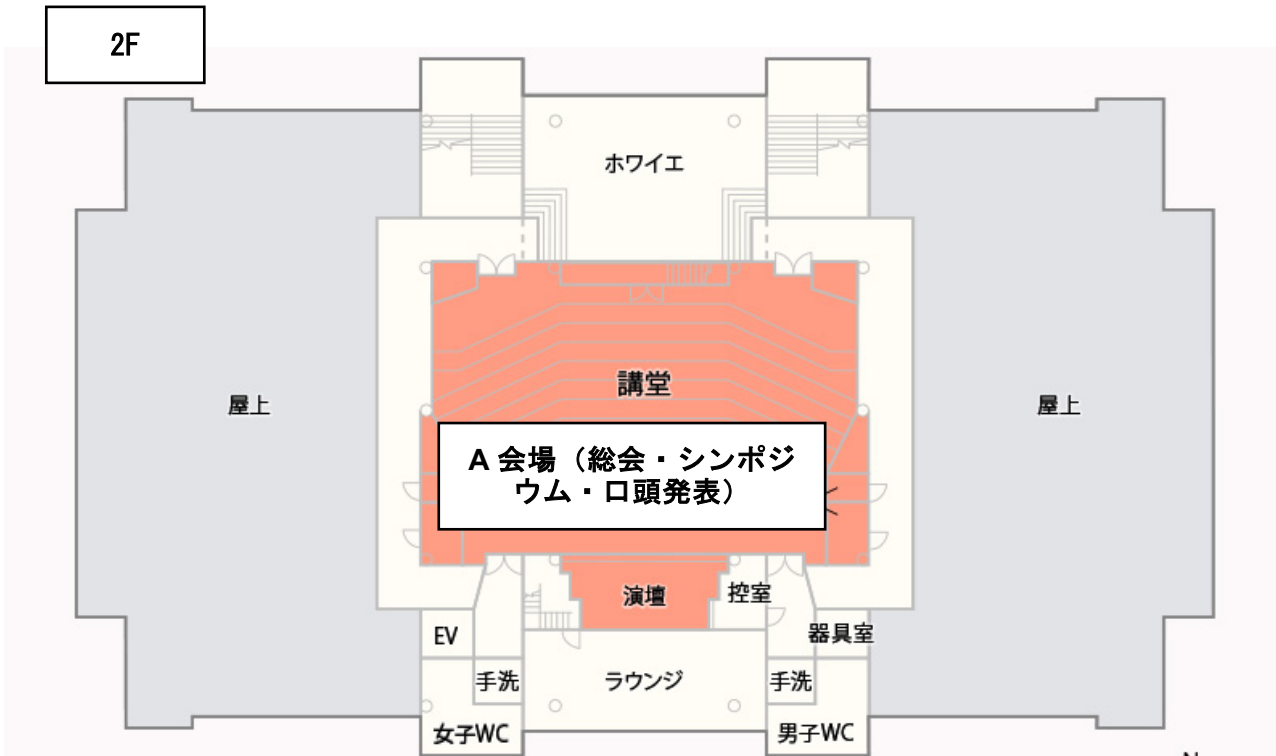 2F
ホワイエ
講堂
屋上
屋上
A 会場（総会・シンポジ
ウム・口頭発表）
演壇
控室
EV
器具室
手洗
ラウンジ
手洗
女子WC
男子WC